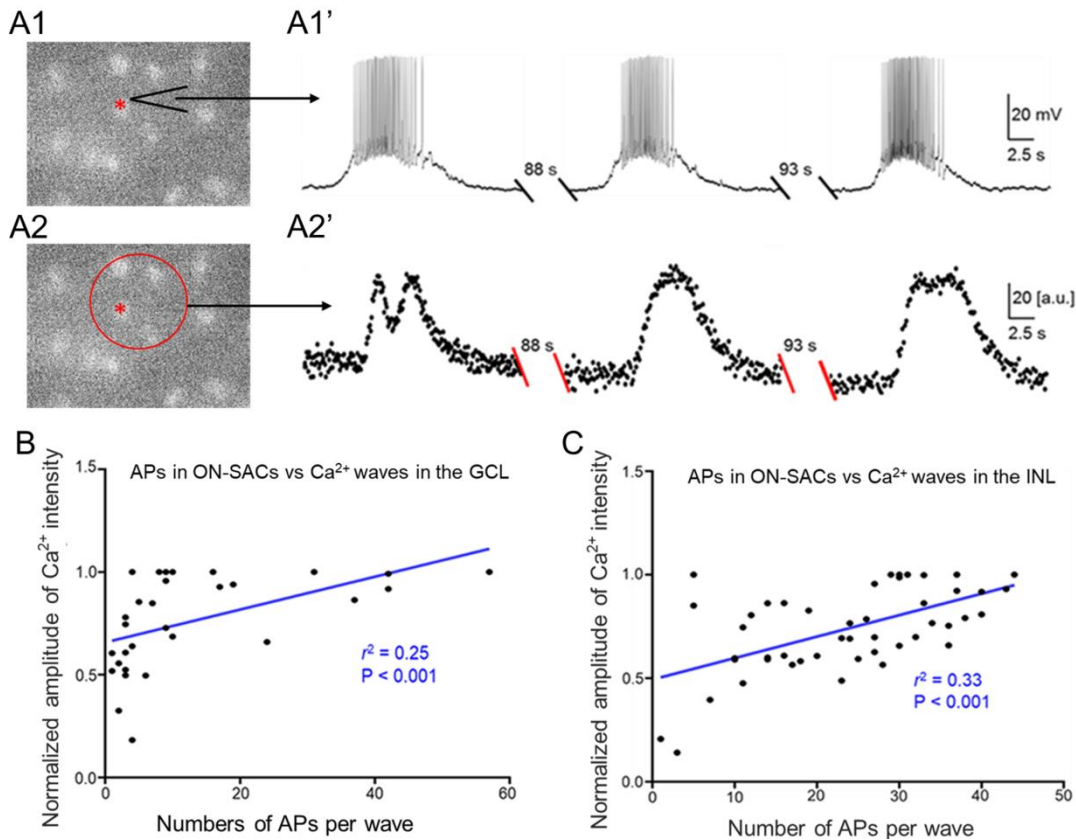 A1
A1’
*
88 s
93 s
20 mV
2.5 s
A2
A2’
*
88 s
93 s
20 [a.u.]
2.5 s
B
APs in ON-SACs vs Ca²⁺ waves in the GCL
Normalized amplitude of Ca²⁺ intensity
1.5
1.0
0.5
0.0
r² = 0.25
P < 0.001
0 20 40 60
Numbers of APs per wave
C
APs in ON-SACs vs Ca²⁺ waves in the INL
Normalized amplitude of Ca²⁺ intensity
1.5
1.0
0.5
0.0
r² = 0.33
P < 0.001
0 10 20 30 40 50
Number of APs per wave